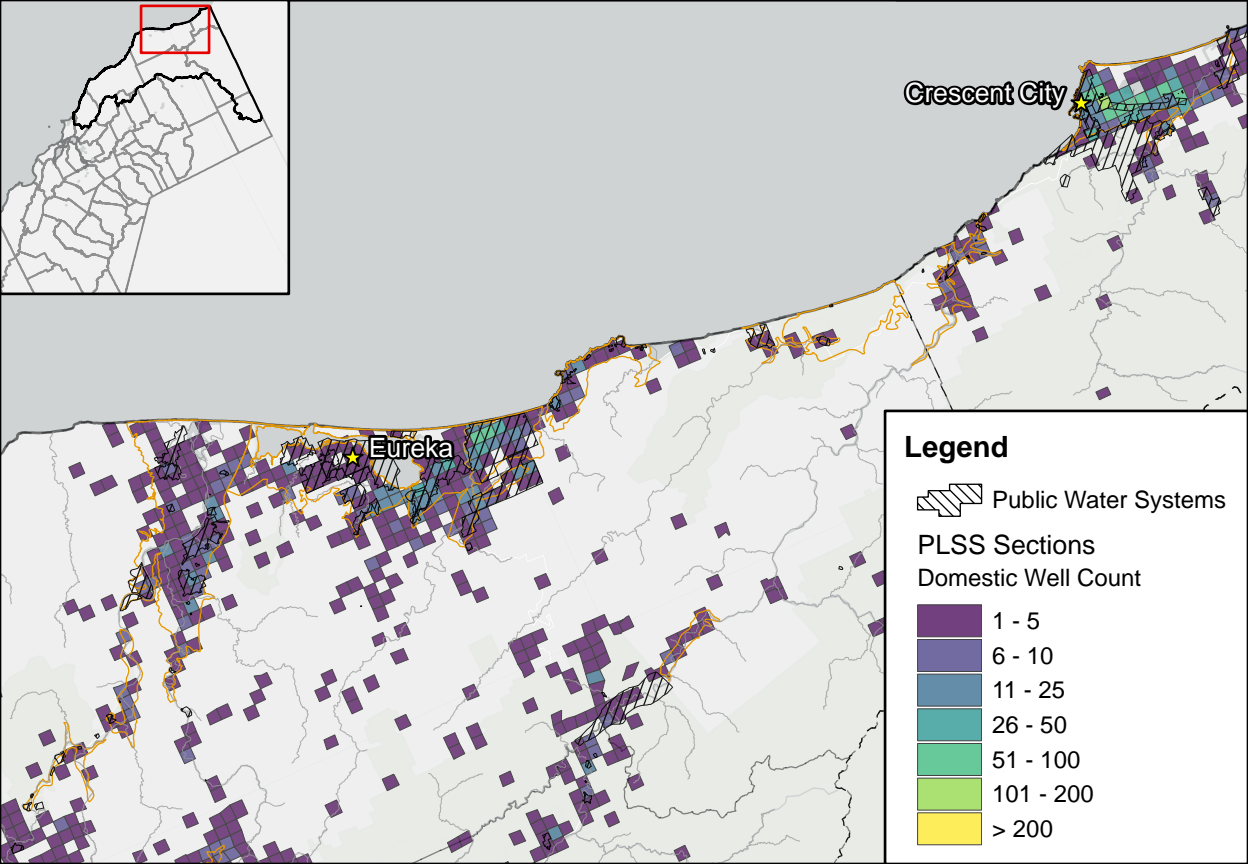 Crescent City
Eureka
Legend
Public Water Systems
PLSS Sections
Domestic Well Count
1 - 5
6 - 10
11 - 25
26 - 50
51 - 100
101 - 200
> 200